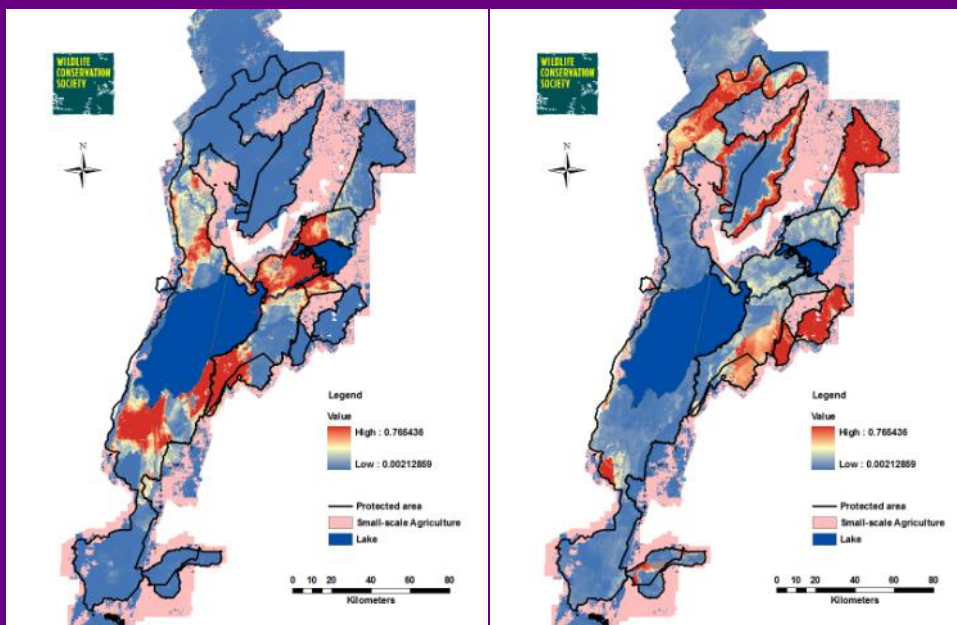 WILDLIFE
CONSERVATION
SOCIETY
N
Legend
Value
High : 0.765436
Low : 0.00212859
Protected area
Small-scale Agriculture
Lake
0 10 20 40 60 80
Kilometers
WILDLIFE
CONSERVATION
SOCIETY
N
Legend
Value
High : 0.765436
Low : 0.00212859
Protected area
Small-scale Agriculture
Lake
0 10 20 40 60 80
Kilometers